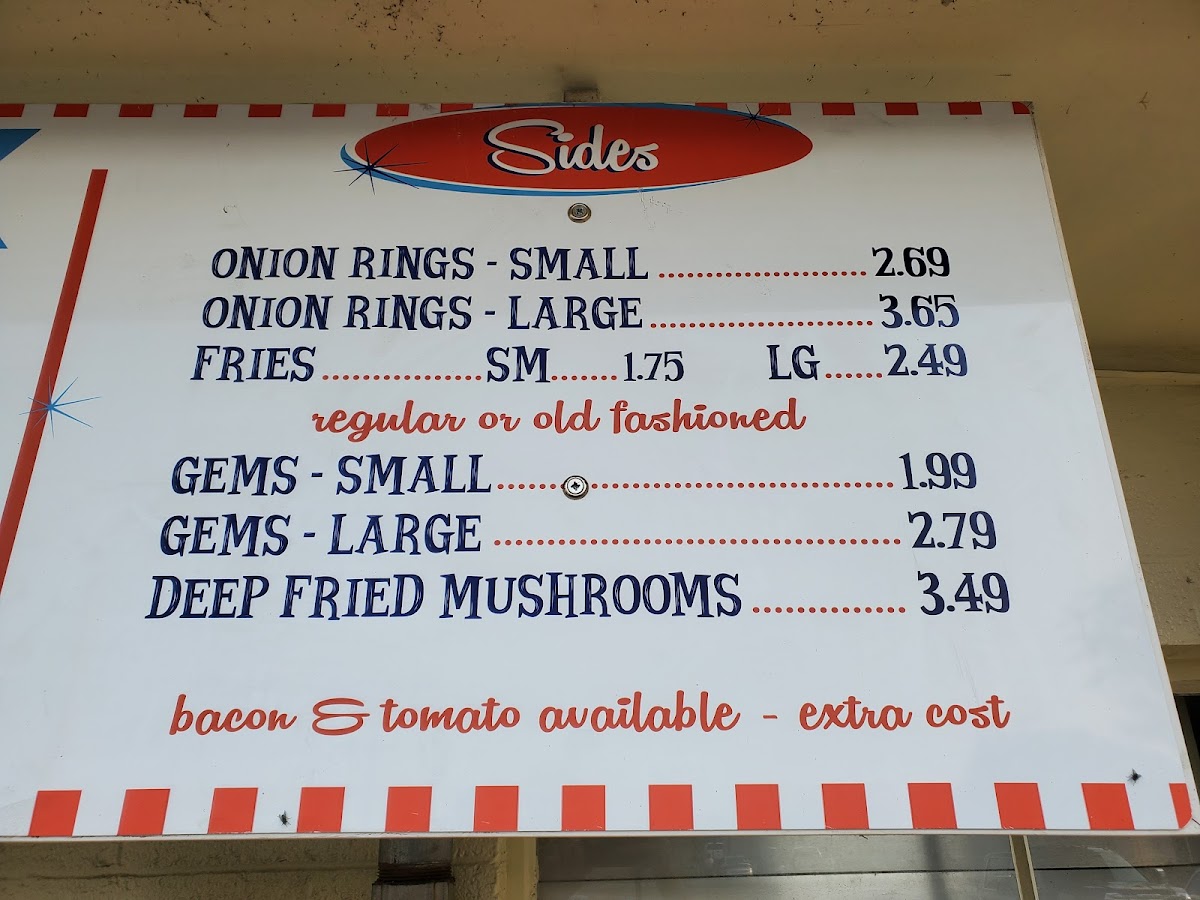 Sides
ONION RINGS - SMALL ..................... 2.69
ONION RINGS - LARGE ...................... 3.65
FRIES ................ SM....... 1.75 LG ...... 2.49
regular or old fashioned
GEMS - SMALL ...................................... 1.99
GEMS - LARGE ....................................... 2.79
DEEP FRIED MUSHROOMS .............. 3.49
bacon & tomato available - extra cost